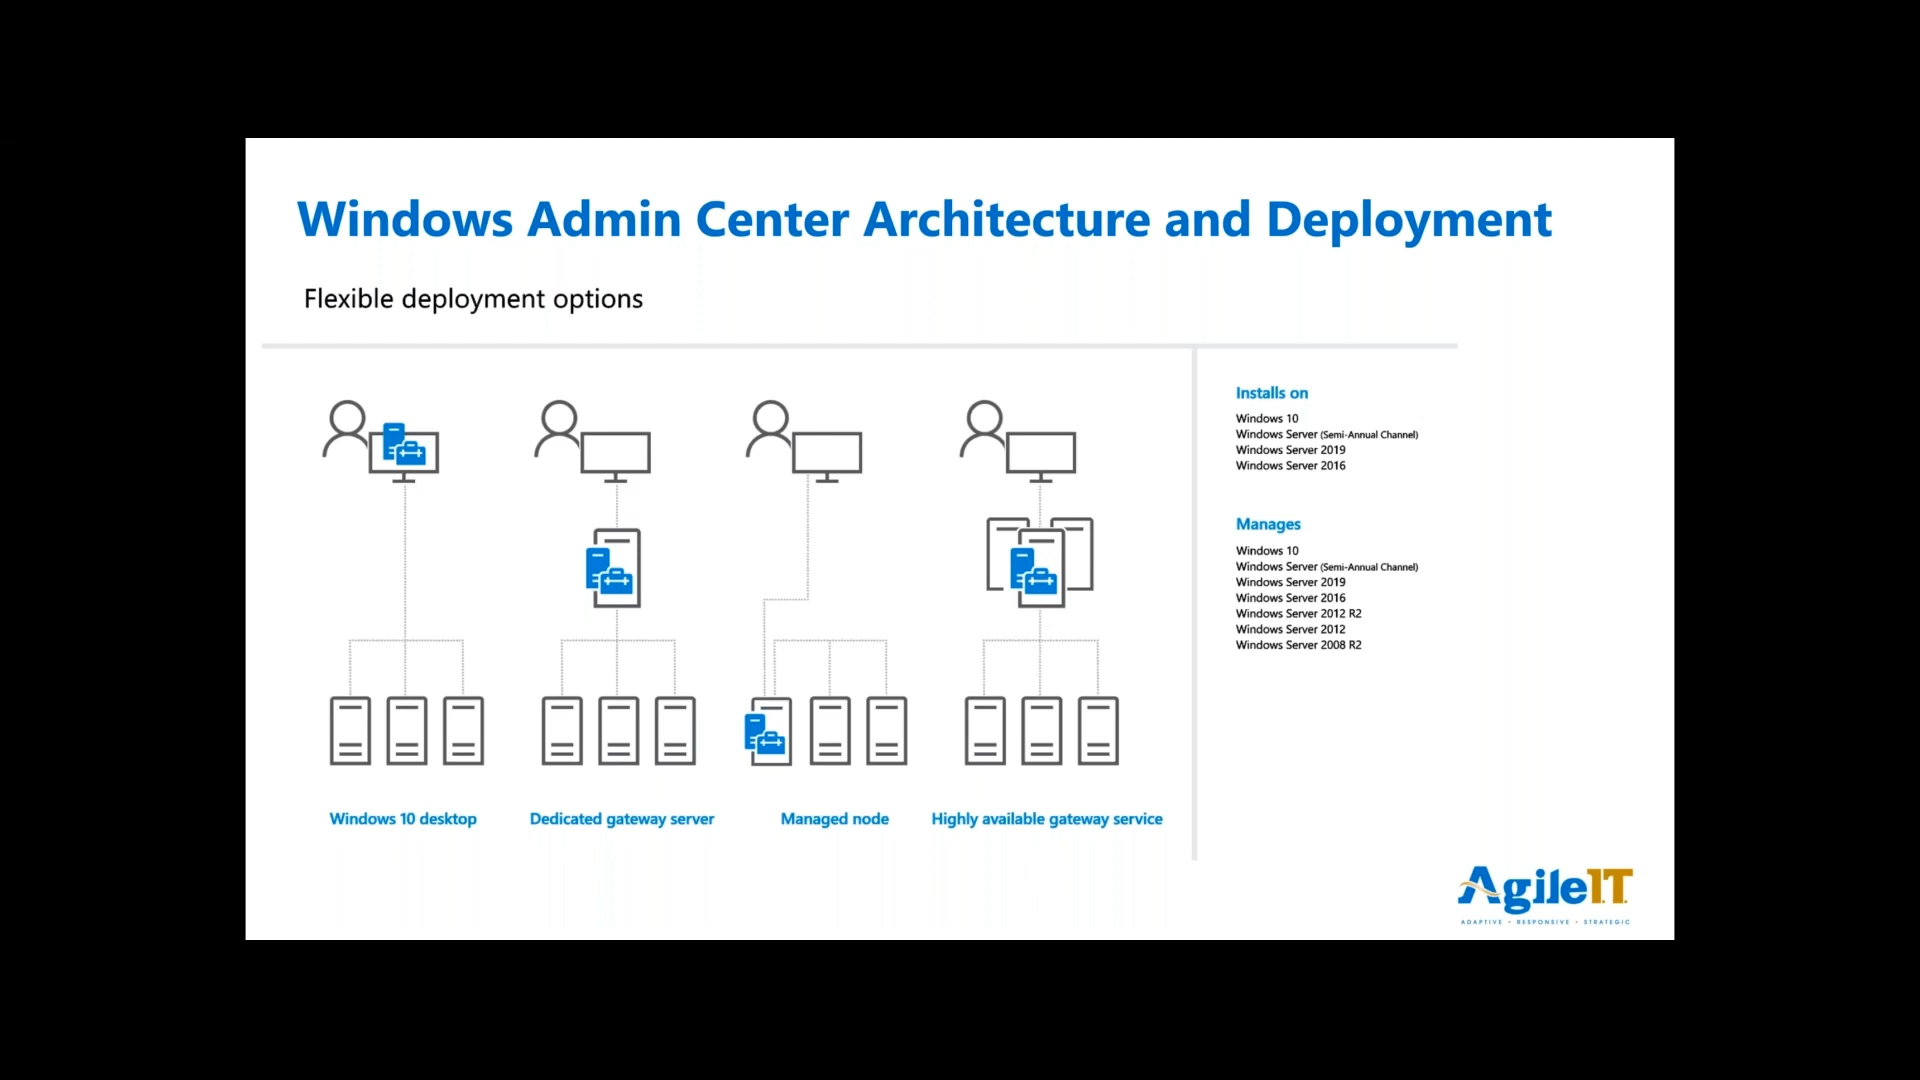 Windows Admin Center Architecture and Deployment
Flexible deployment options
Windows 10 desktop
Dedicated gateway server
Managed node
Highly available gateway service
Installs on
Windows 10
Windows Server (Semi-Annual Channel)
Windows Server 2019
Windows Server 2016
Manages
Windows 10
Windows Server (Semi-Annual Channel)
Windows Server 2019
Windows Server 2016
Windows Server 2012 R2
Windows Server 2012
Windows Server 2008 R2
AgileI.T.
ADAPTIVE • RESPONSIVE • STRATEGIC